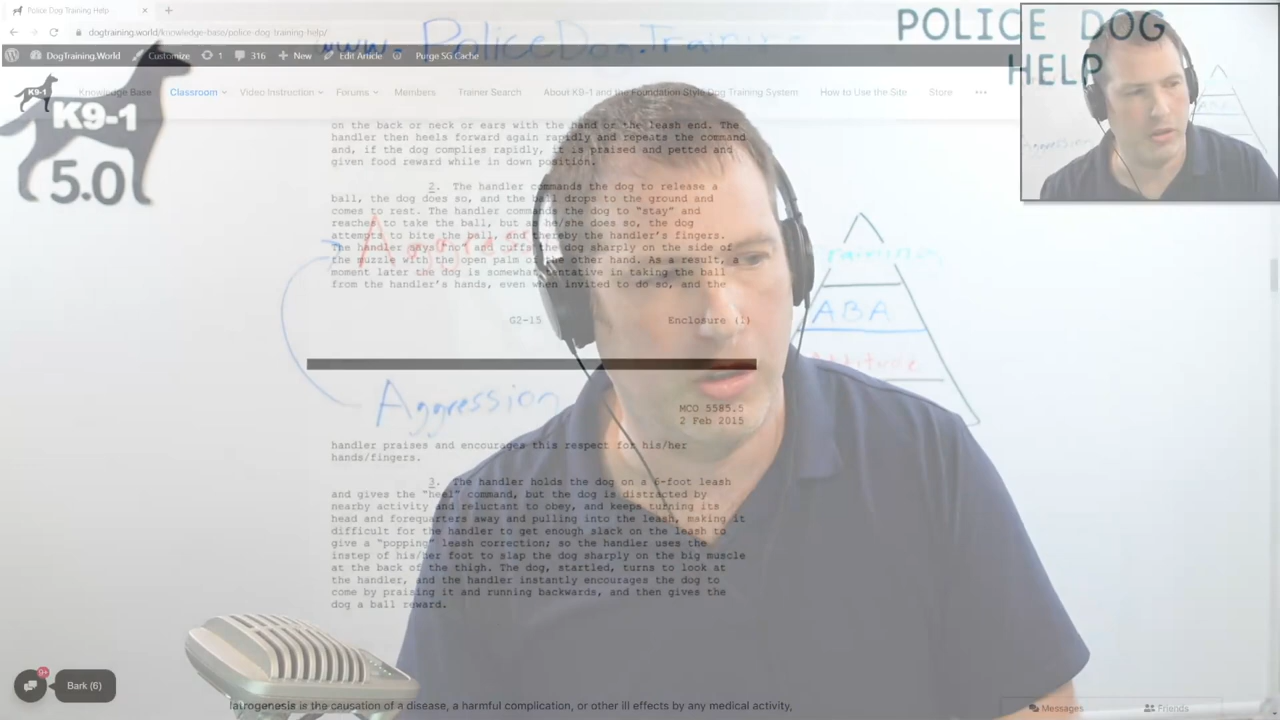 Police Dog Training Help
dogtraining.world/knowledge-base/police-dog-training-help/
www.PoliceDog.Training
POLICE DOG
HELP
DogTraining.World Customize 1 316 New Edit Article Purge SG Cache
Knowledge Base Classroom Video Instruction Forums Members Trainer Search About K9-1 and the Foundation Style Dog Training System How to Use the Site Store
K9-1
K9-1
5.0
on the back or neck or ears with the hand or the leash end. The
handler then heels forward again rapidly and repeats the command
and, if the dog complies rapidly, it is praised and petted and
given food reward while in down position.
2. The handler commands the dog to release a
ball, the dog does so, and the ball drops to the ground and
comes to rest. The handler commands the dog to "stay" and
reaches to take the ball, but as he/she does so, the dog
attempts to bite the ball, and thereby the handler's fingers.
The handler says "no" and cuffs the dog sharply on the side of
the muzzle with the open palm of the other hand. As a result, a
moment later the dog is somewhat tentative in taking the ball
from the handler's hands, even when invited to do so, and the
G2-15 Enclosure (1)
Training
ABA
Attitude
Aggression
MCO 5585.5
2 Feb 2015
handler praises and encourages this respect for his/her
hands/fingers.
3. The handler holds the dog on a 6-foot leash
and gives the "heel" command, but the dog is distracted by
nearby activity and reluctant to obey, and keeps turning its
head and forequarters away and pulling into the leash, making it
difficult for the handler to get enough slack on the leash to
give a "popping" leash correction; so the handler uses the
instep of his/her foot to slap the dog sharply on the big muscle
at the back of the thigh. The dog, startled, turns to look at
the handler, and the handler instantly encourages the dog to
come by praising it and running backwards, and then gives the
dog a ball reward.
9+
Bark (6)
Iatrogenesis is the causation of a disease, a harmful complication, or other ill effects by any medical activity,
Messages Friends